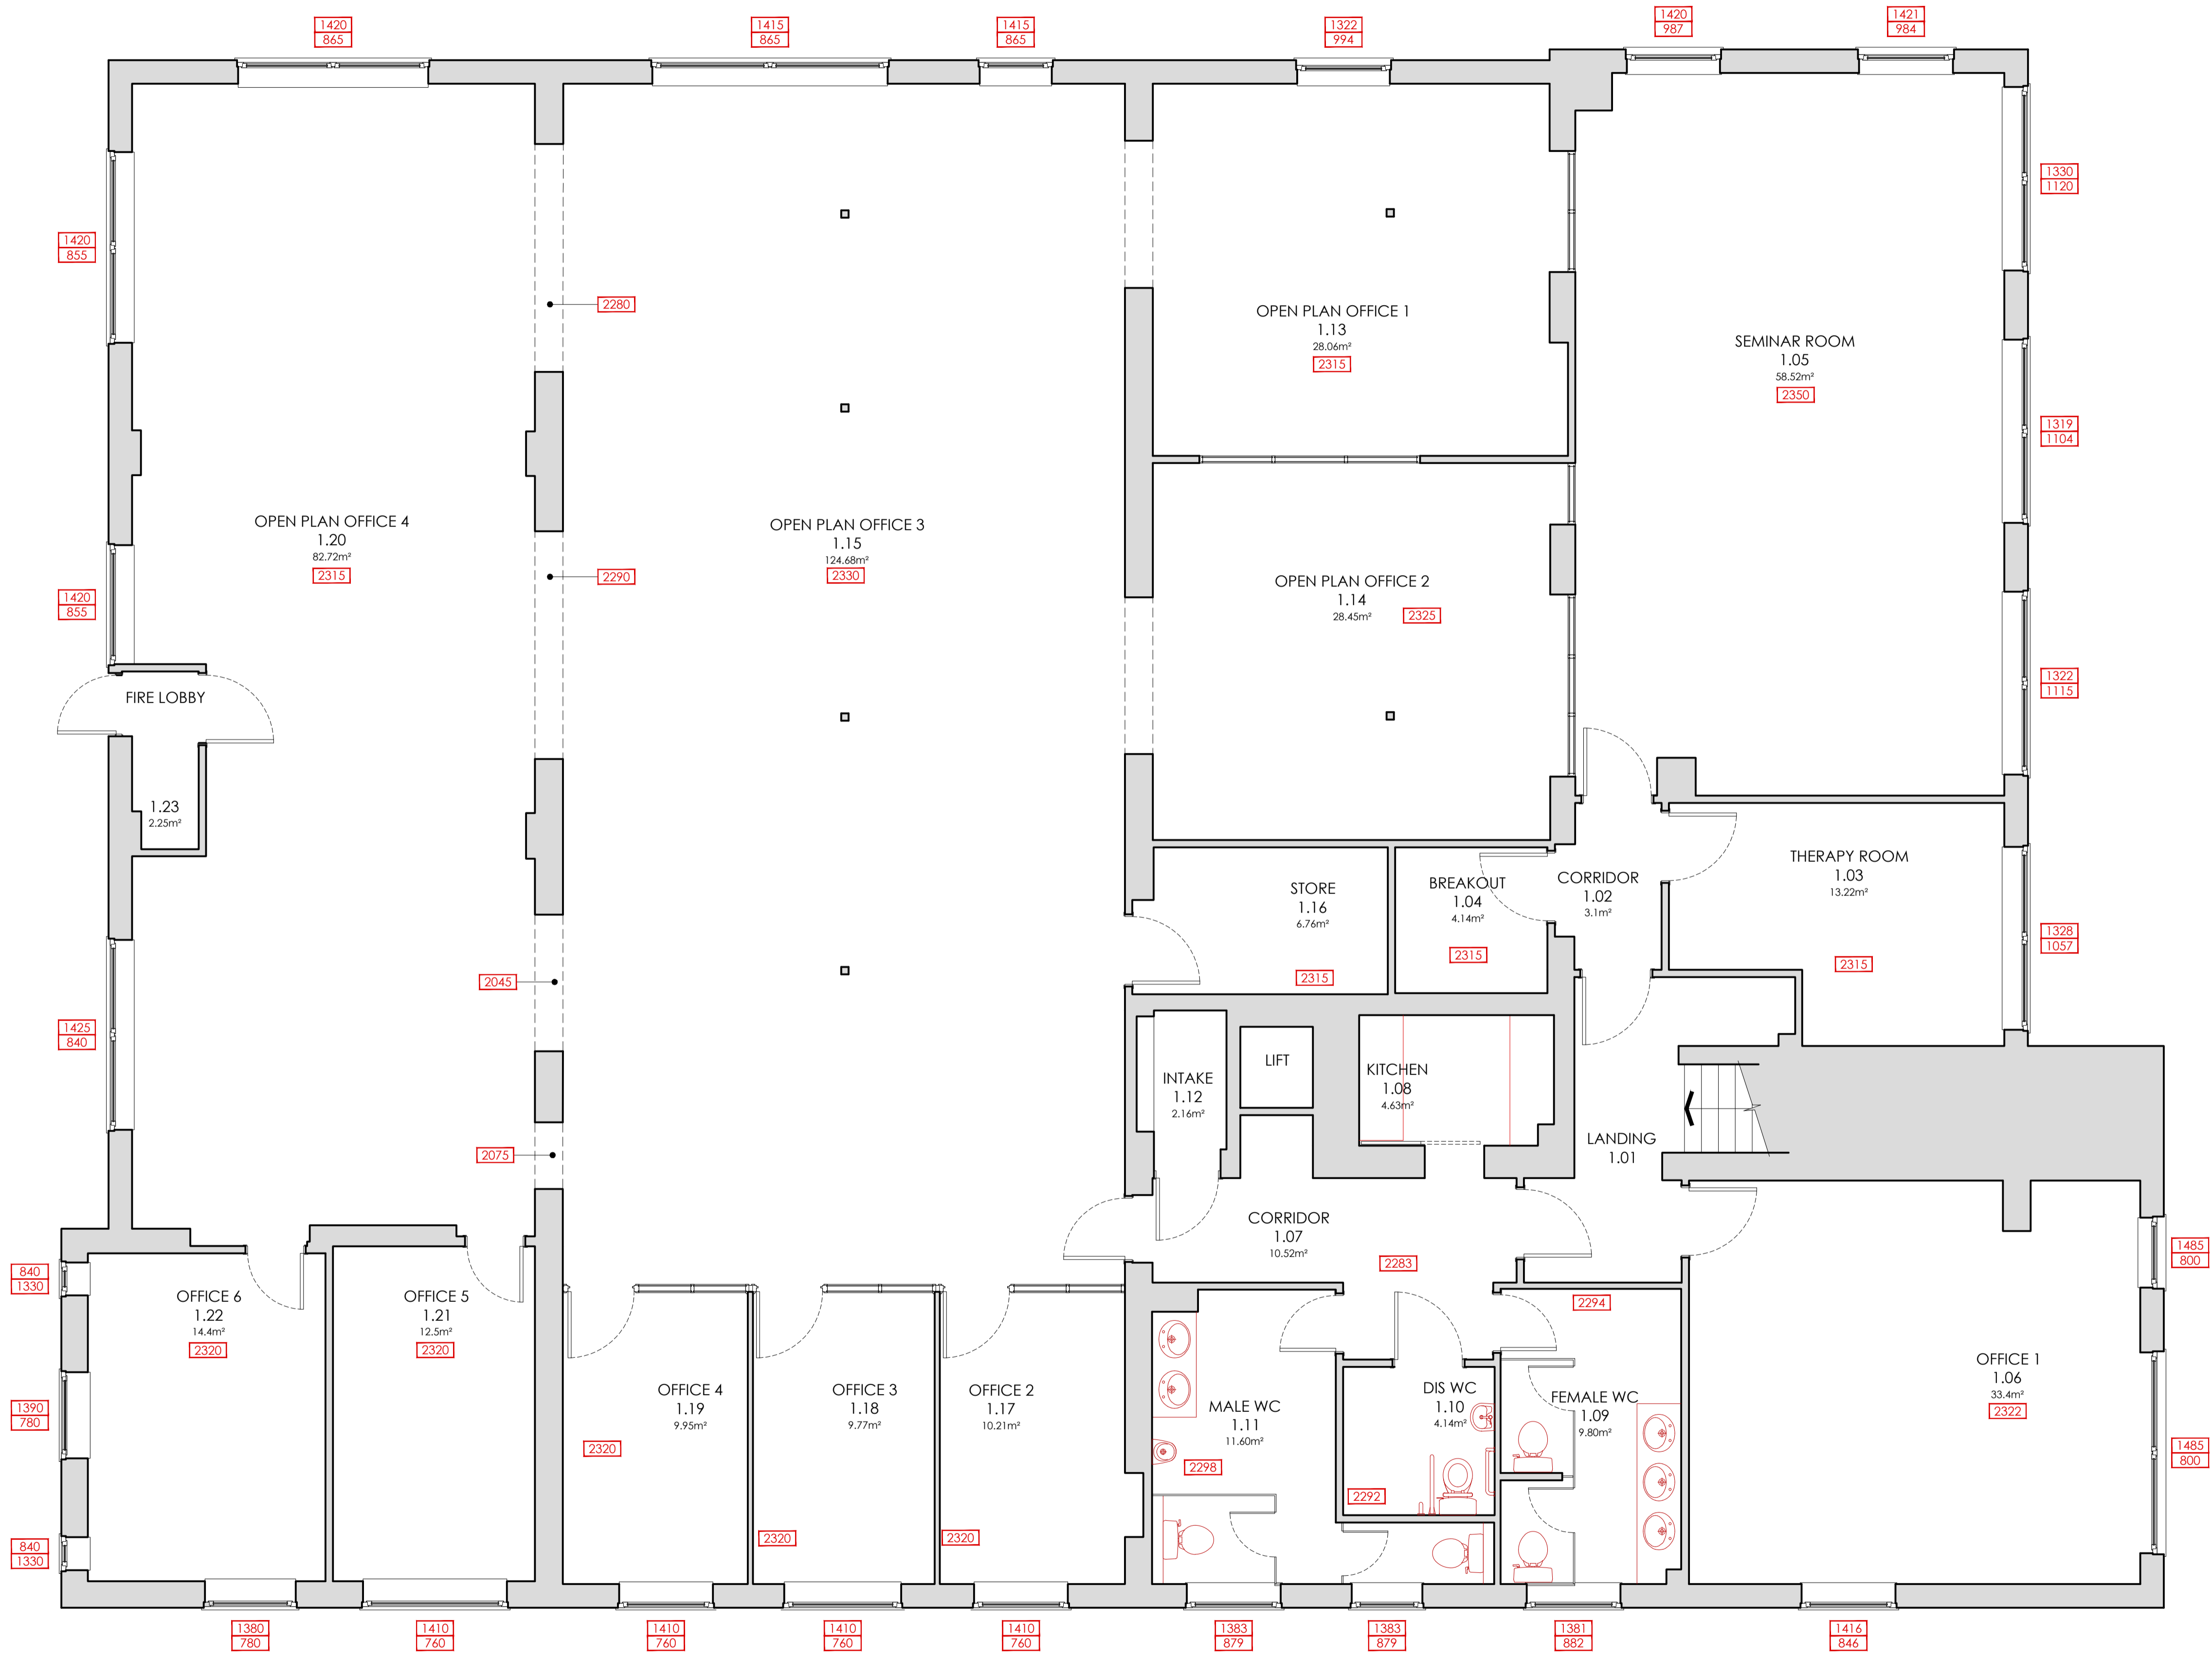 1420
865
1415
865
1415
865
1322
994
1420
987
1421
984
1330
1120
1420
855
2280
OPEN PLAN OFFICE 1
1.13
28.06m²
2315
SEMINAR ROOM
1.05
58.52m²
2350
1319
1104
OPEN PLAN OFFICE 4
1.20
82.72m²
2315
OPEN PLAN OFFICE 3
1.15
124.68m²
2330
2290
OPEN PLAN OFFICE 2
1.14
28.45m²
2325
1420
855
1322
1115
FIRE LOBBY
1.23
2.25m²
STORE
1.16
6.76m²
2315
BREAKOUT
1.04
4.14m²
2315
CORRIDOR
1.02
3.1m²
THERAPY ROOM
1.03
13.22m²
2315
1328
1057
1425
840
2045
2075
INTAKE
1.12
2.16m²
LIFT
KITCHEN
1.08
4.63m²
LANDING
1.01
CORRIDOR
1.07
10.52m²
2283
1485
800
840
1330
OFFICE 6
1.22
14.4m²
2320
OFFICE 5
1.21
12.5m²
2320
2294
1390
780
OFFICE 4
1.19
9.95m²
2320
OFFICE 3
1.18
9.77m²
2320
OFFICE 2
1.17
10.21m²
2320
MALE WC
1.11
11.60m²
2298
DIS WC
1.10
4.14m²
2292
FEMALE WC
1.09
9.80m²
OFFICE 1
1.06
33.4m²
2322
1485
800
840
1330
1380
780
1410
760
1410
760
1410
760
1410
760
1383
879
1383
879
1381
882
1416
846